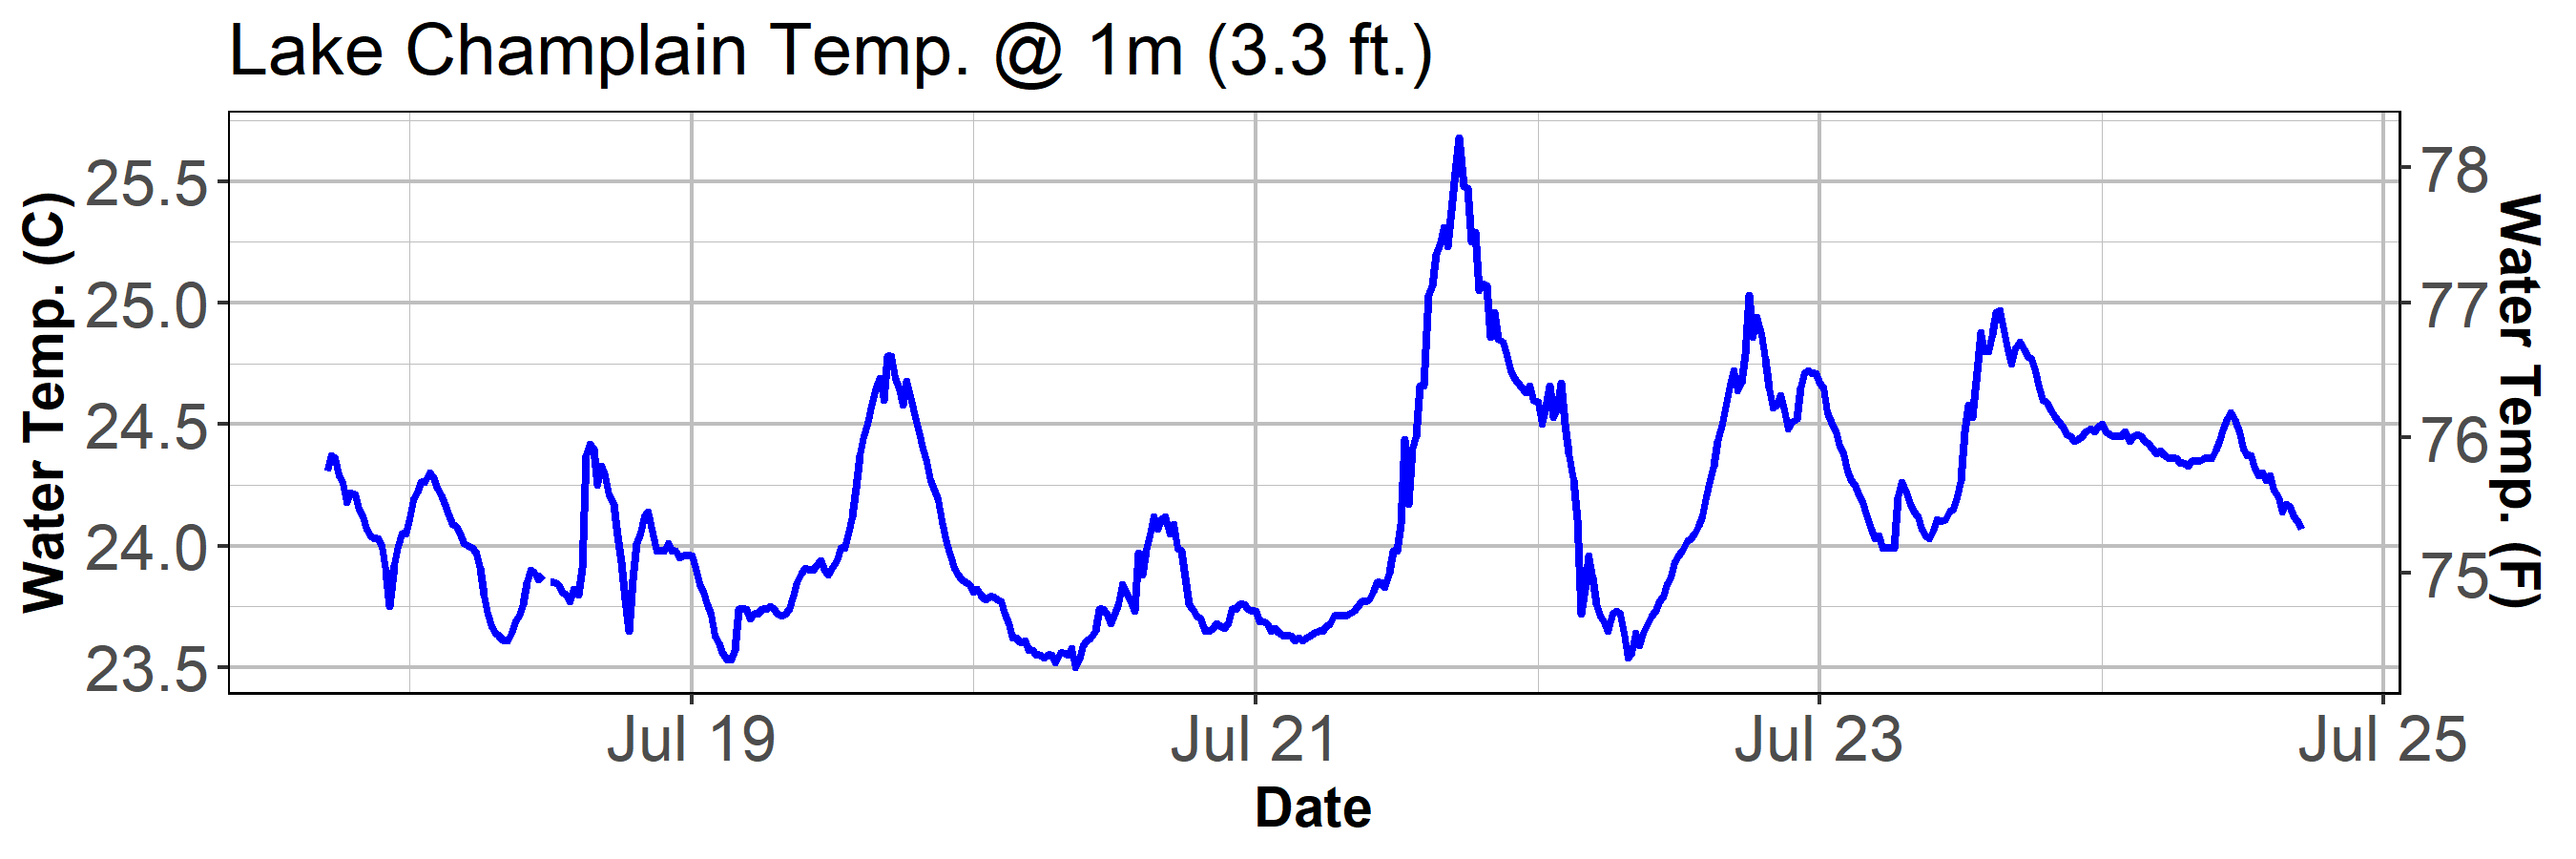 Lake Champlain Temp. @ 1m (3.3 ft.)
Water Temp. (C)
25.5
25.0
24.5
24.0
23.5
78
77
76
75
Water Temp. (F)
Jul 19
Jul 21
Jul 23
Jul 25
Date